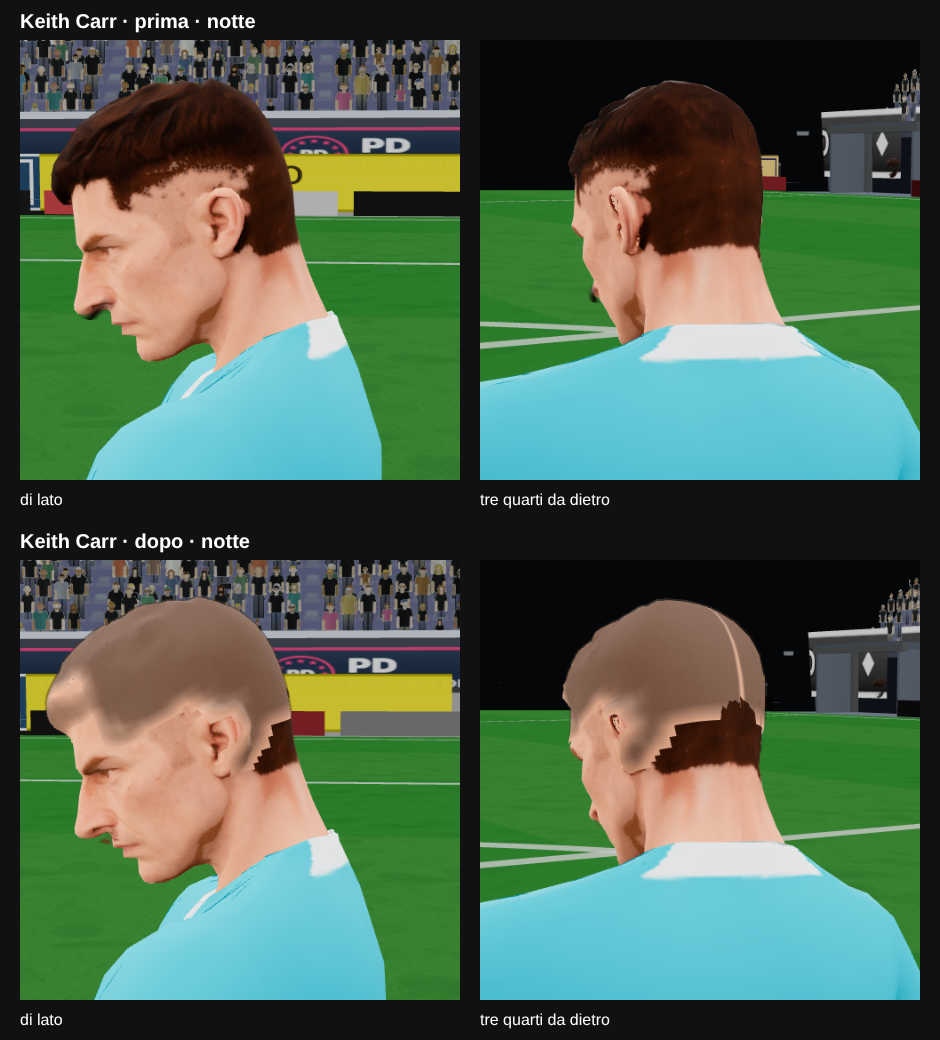 Keith Carr · prima · notte
PD
PD
di lato
tre quarti da dietro
Keith Carr · dopo · notte
PD
di lato
tre quarti da dietro